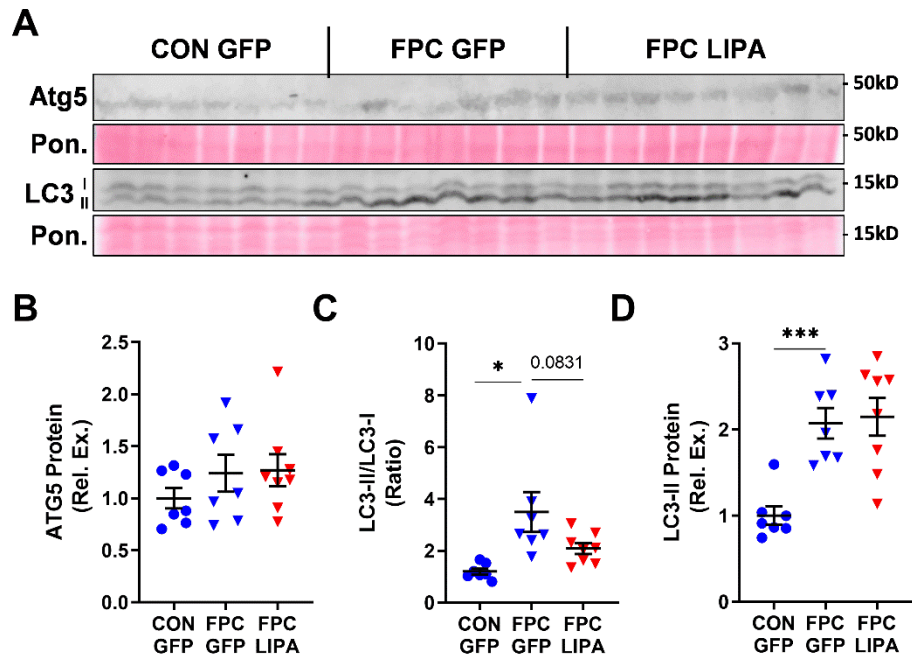 A
CON GFP FPC GFP FPC LIPA
Atg5 50kD
Pon. 50kD
LC3 I II 15kD
Pon. 15kD
B
ATG5 Protein
(Rel. Ex.)
2.5
2.0
1.5
1.0
0.5
0.0
CON FPC FPC
GFP GFP LIPA
C
LC3-II/LC3-I
(Ratio)
10
8
6
4
2
0
* 0.0831
CON FPC FPC
GFP GFP LIPA
D
LC3-II Protein
(Rel. Ex.)
3
2
1
0
***
CON FPC FPC
GFP GFP LIPA